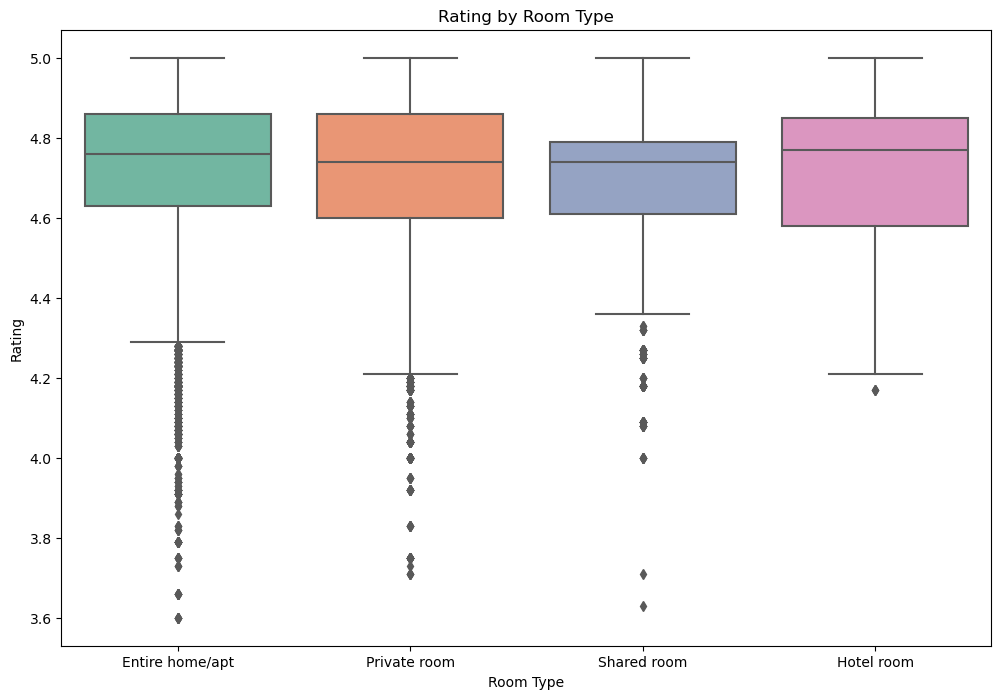 Rating by Room Type
5.0
4.8
4.6
4.4
4.2
4.0
3.8
3.6
Rating
Entire home/apt
Private room
Shared room
Hotel room
Room Type